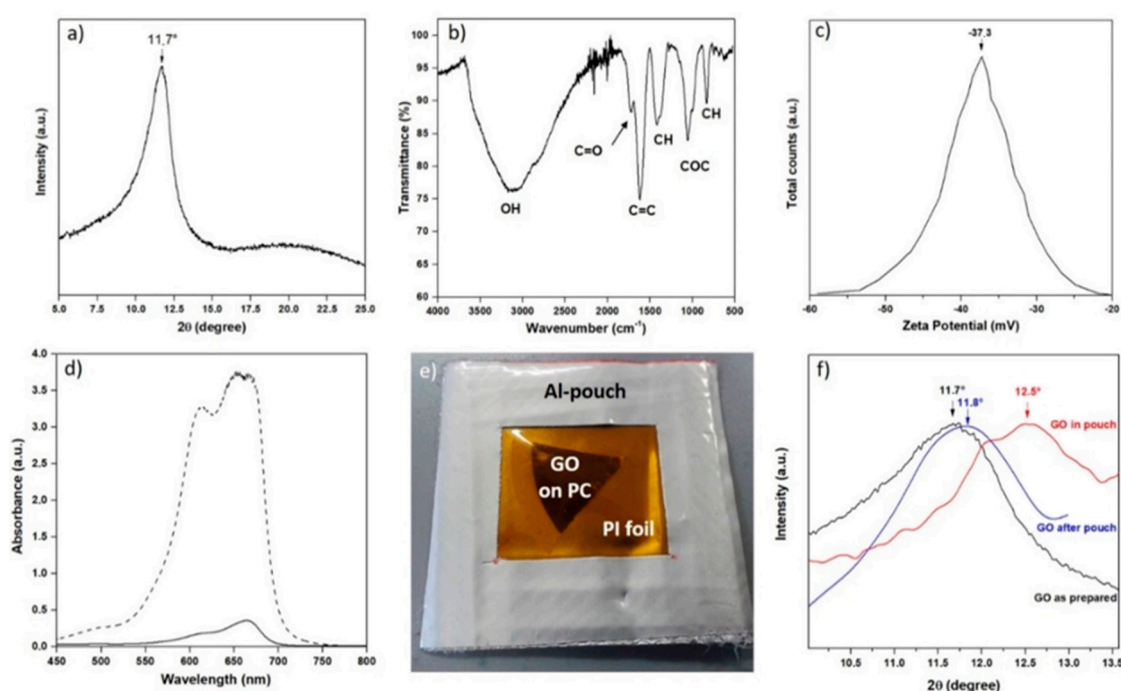 a)
11.7°
Intensity (a.u.)
5.0 7.5 10.0 12.5 15.0 17.5 20.0 22.5 25.0
2θ (degree)
b)
100
95
90
85
80
75
70
65
60
Transmittance (%)
C=O
OH
C=C
CH
COC
CH
4000 3500 3000 2500 2000 1500 1000 500
Wavenumber (cm⁻¹)
c)
-37.3
Total counts (a.u.)
-60 -50 -40 -30 -20
Zeta Potential (mV)
d)
4.0
3.5
3.0
2.5
2.0
1.5
1.0
0.5
0.0
Absorbance (a.u.)
450 500 550 600 650 700 750 800
Wavelength (nm)
e)
Al-pouch
GO
on PC
PI foil
f)
11.7°
11.8°
12.5°
GO in pouch
GO after pouch
GO as prepared
Intensity (a.u.)
10.5 11.0 11.5 12.0 12.5 13.0 13.5
2θ (degree)